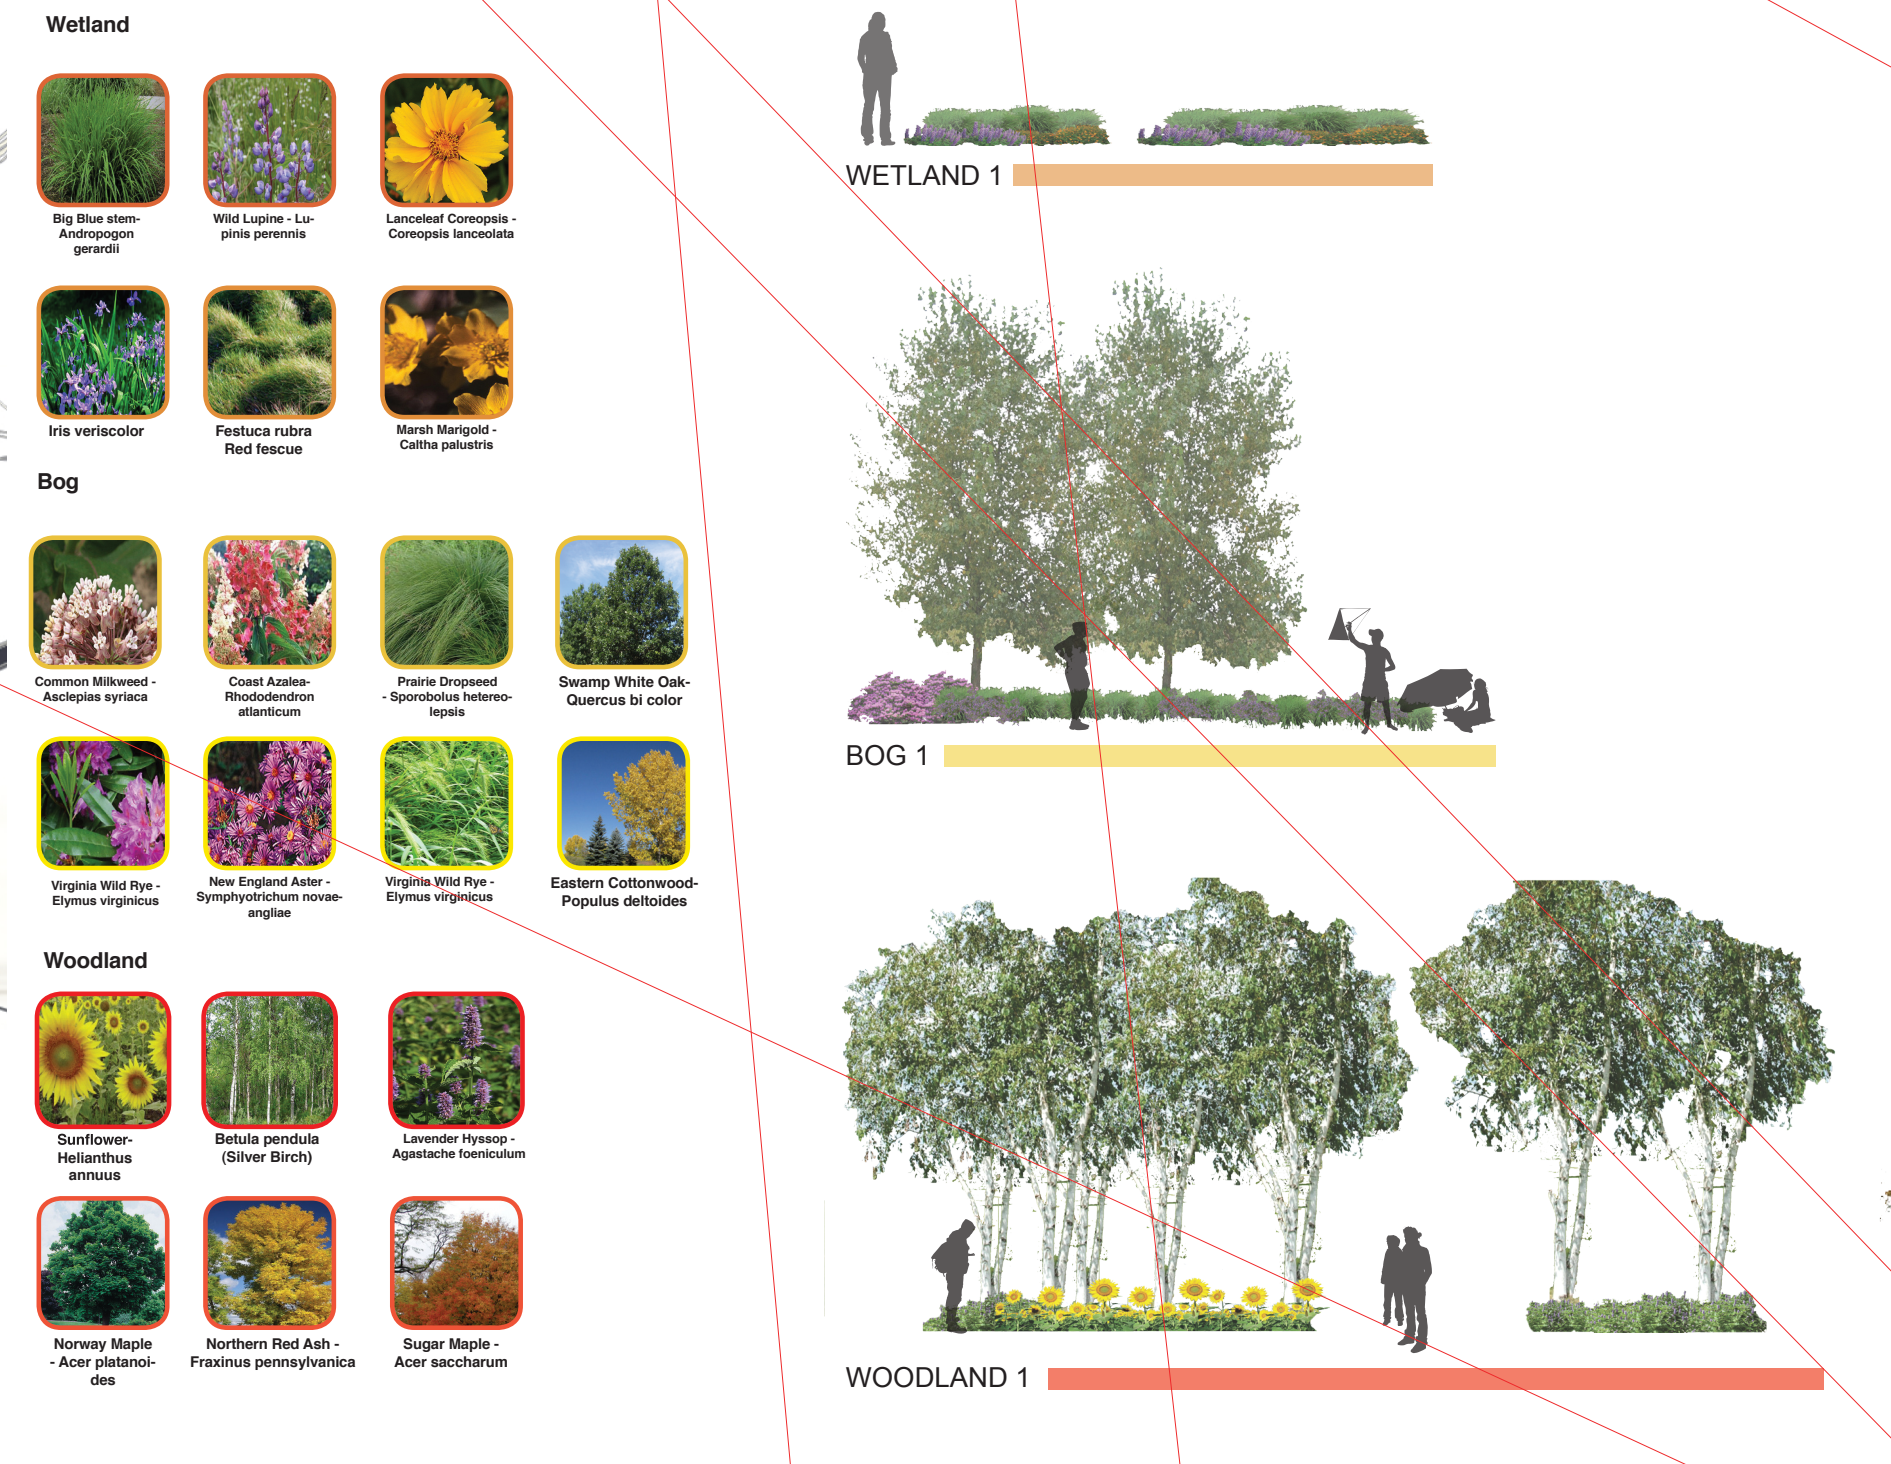 Wetland
Big Blue stem-
Andropogon
gerardii
Wild Lupine - Lu-
pinis perennis
Lanceleaf Coreopsis -
Coreopsis lanceolata
Iris veriscolor
Festuca rubra
Red fescue
Marsh Marigold -
Caltha palustris
Bog
Common Milkweed -
Asclepias syriaca
Coast Azalea-
Rhododendron
atlanticum
Prairie Dropseed
- Sporobolus hetereo-
lepsis
Swamp White Oak-
Quercus bi color
Virginia Wild Rye -
Elymus virginicus
New England Aster -
Symphyotrichum novae-
angliae
Virginia Wild Rye -
Elymus virginicus
Eastern Cottonwood-
Populus deltoides
Woodland
Sunflower-
Helianthus
annuus
Betula pendula
(Silver Birch)
Lavender Hyssop -
Agastache foeniculum
Norway Maple
- Acer platanoi-
des
Northern Red Ash -
Fraxinus pennsylvanica
Sugar Maple -
Acer saccharum
WETLAND 1
BOG 1
WOODLAND 1